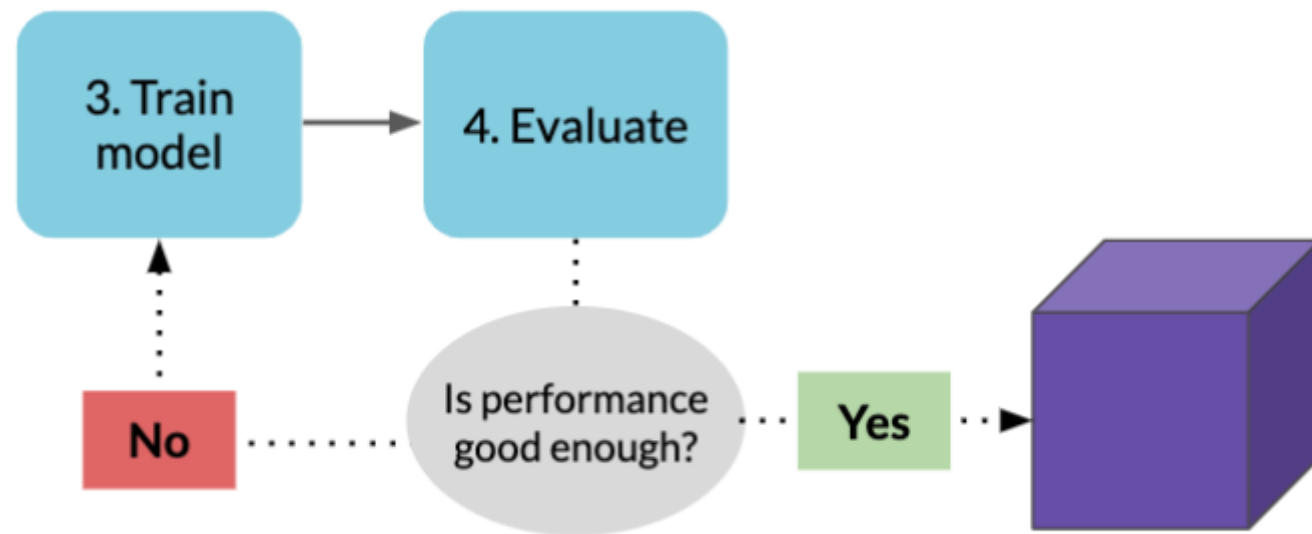 3. Train
model
4. Evaluate
Is performance
good enough?
No
Yes